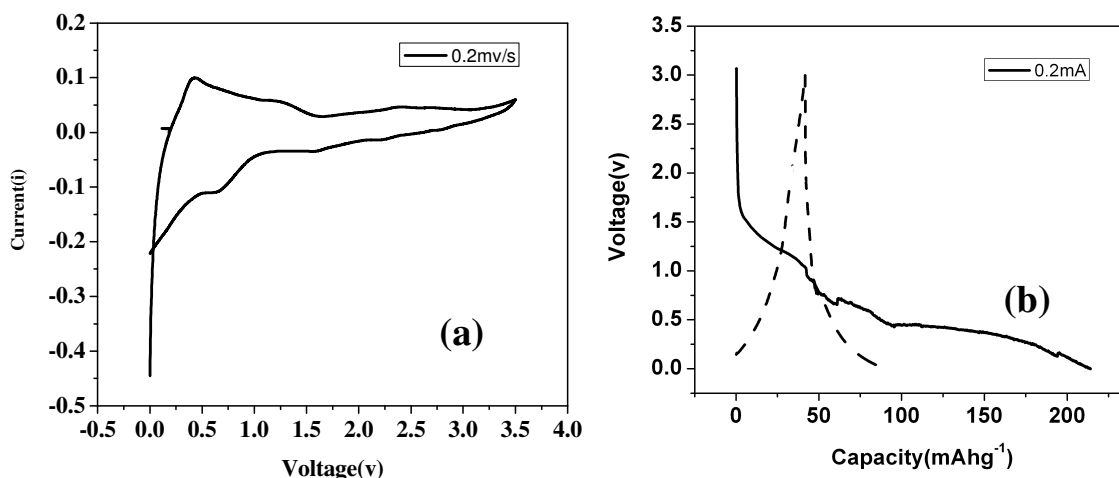 0.2
0.1
0.0
-0.1
-0.2
-0.3
-0.4
-0.5
Current(i)
0.2mv/s
(a)
-0.5 0.0 0.5 1.0 1.5 2.0 2.5 3.0 3.5 4.0
Voltage(v)
3.5
3.0
2.5
2.0
1.5
1.0
0.5
0.0
Voltage(v)
0.2mA
(b)
0 50 100 150 200
Capacity(mAhg⁻¹)